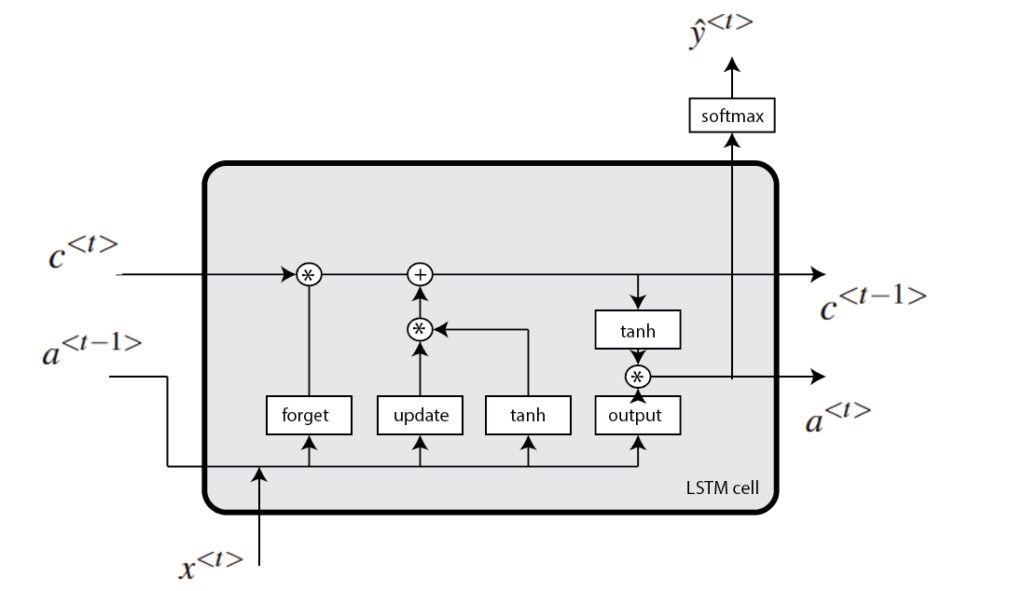 ŷ<t>
softmax
c<t>
*
+
c<t−1>
a<t−1>
*
tanh
*
a<t>
forget
update
tanh
output
LSTM cell
x<t>